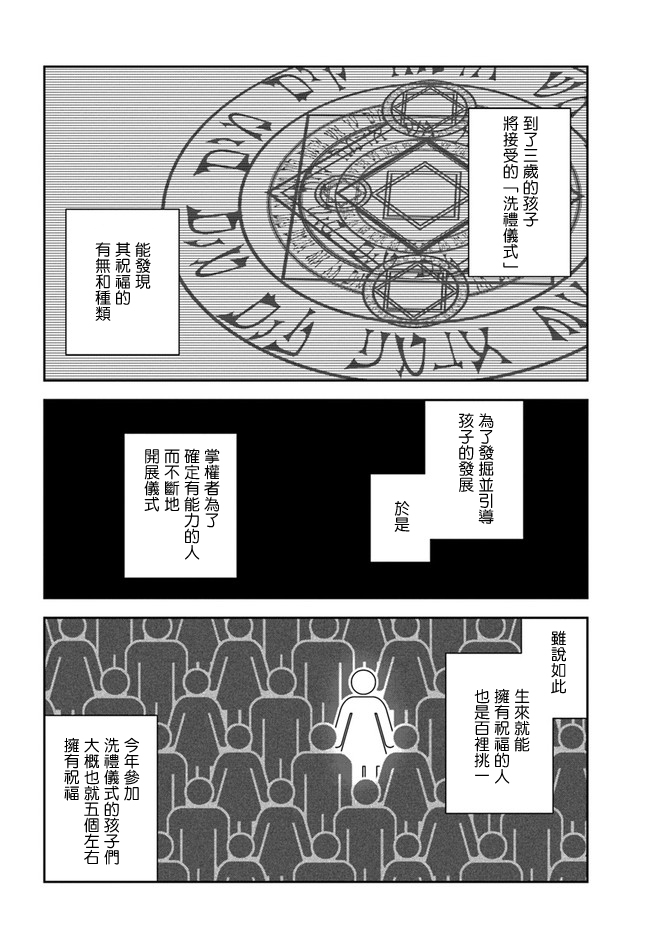 到了三歲的孩子
將接受的「洗禮儀式」
能發現
其祝福的
有無和種類
為了發掘並引導
孩子的發展
於是
掌權者為了
確定有能力的人
而不斷地
開展儀式
雖說如此
生來就能
擁有祝福的人
也是百裡挑一
今年參加
洗禮儀式的孩子們
大概也就五個左右
擁有祝福